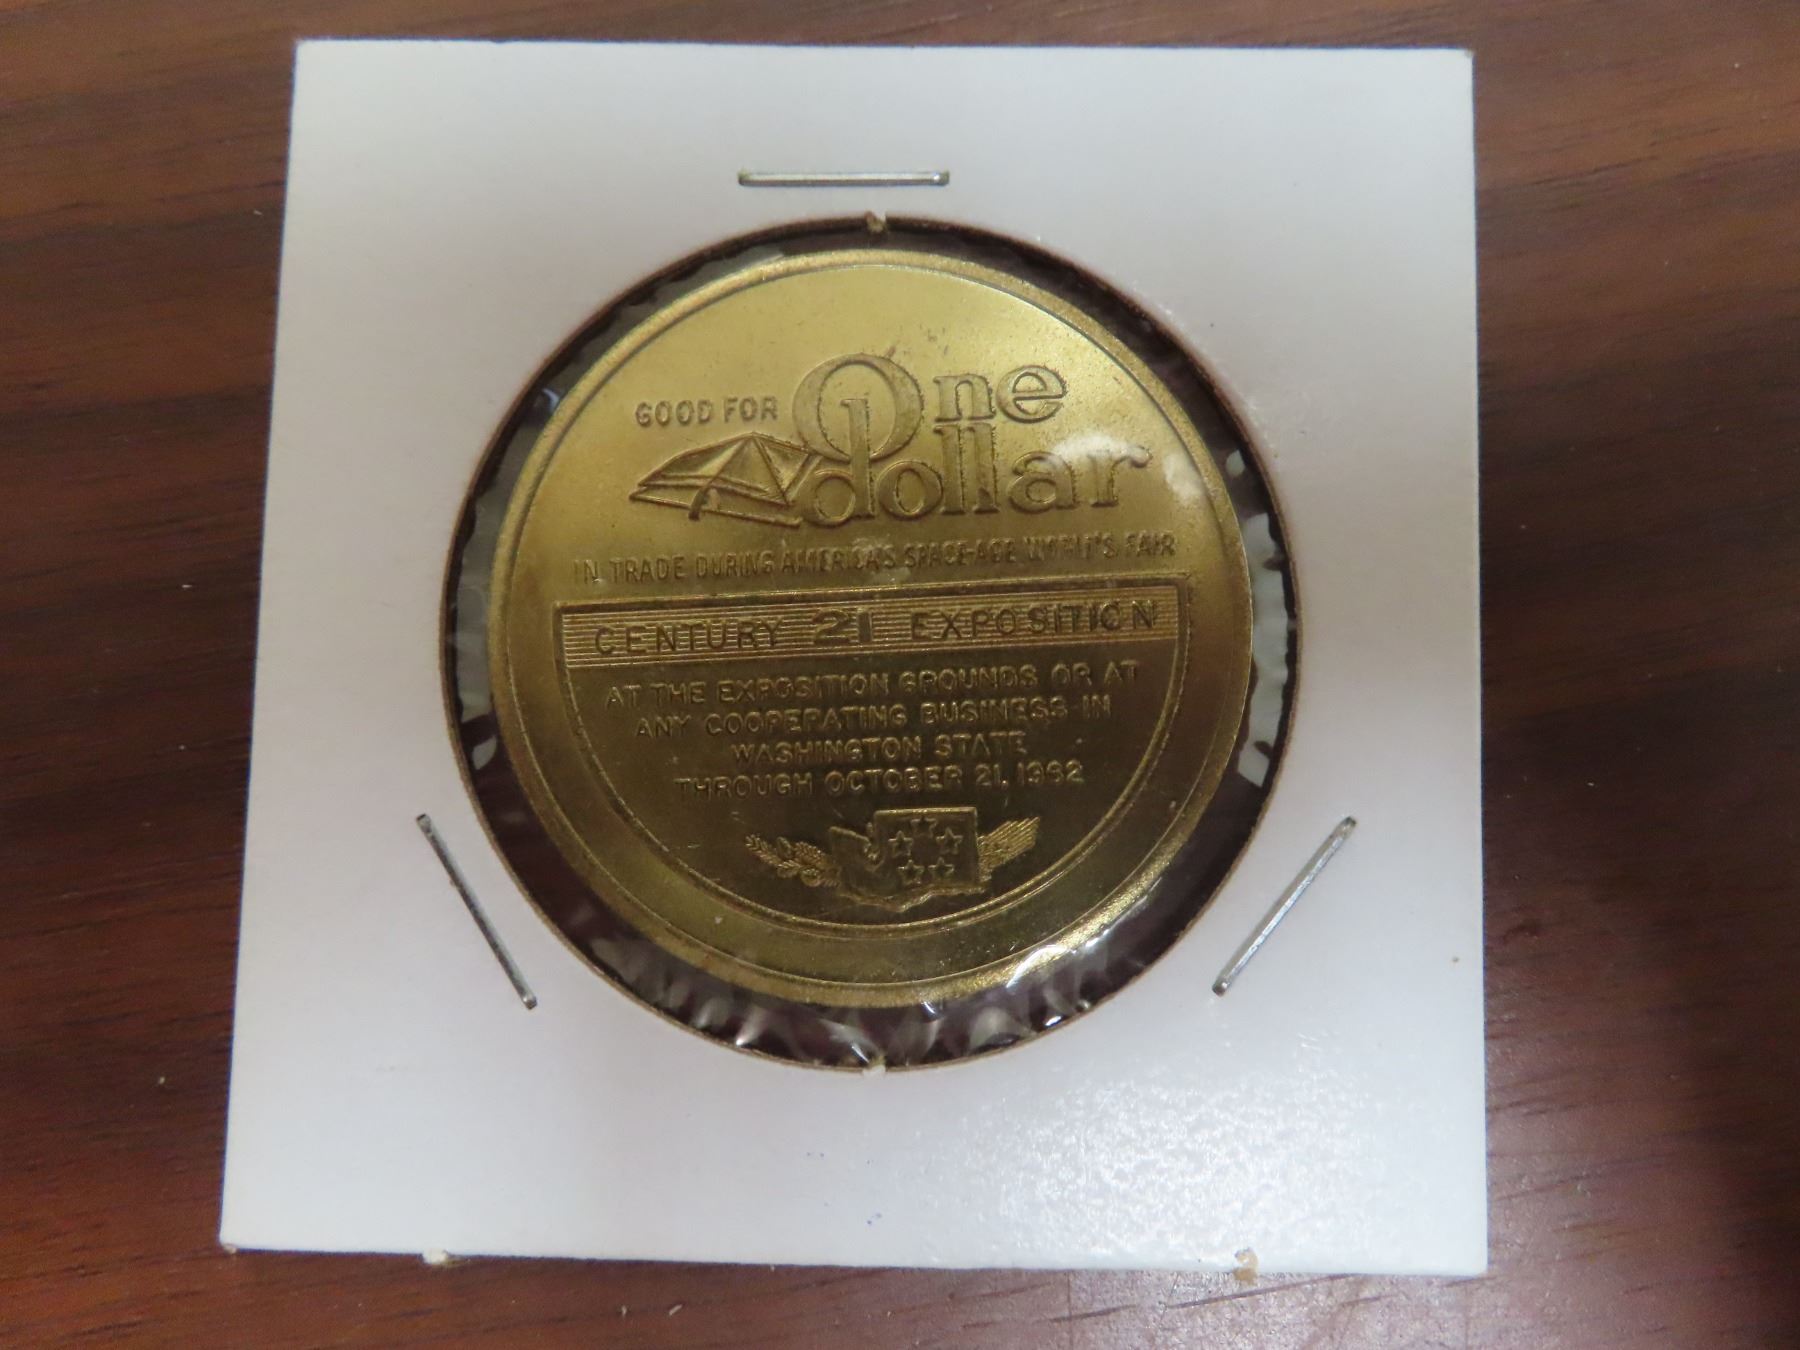 GOOD FOR One dollar
IN TRADE DURING AMERICA'S SPACE-AGE WORLD'S FAIR
CENTURY 21 EXPOSITION
AT THE EXPOSITION GROUNDS OR AT
ANY COOPERATING BUSINESS IN
WASHINGTON STATE
THROUGH OCTOBER 21, 1962